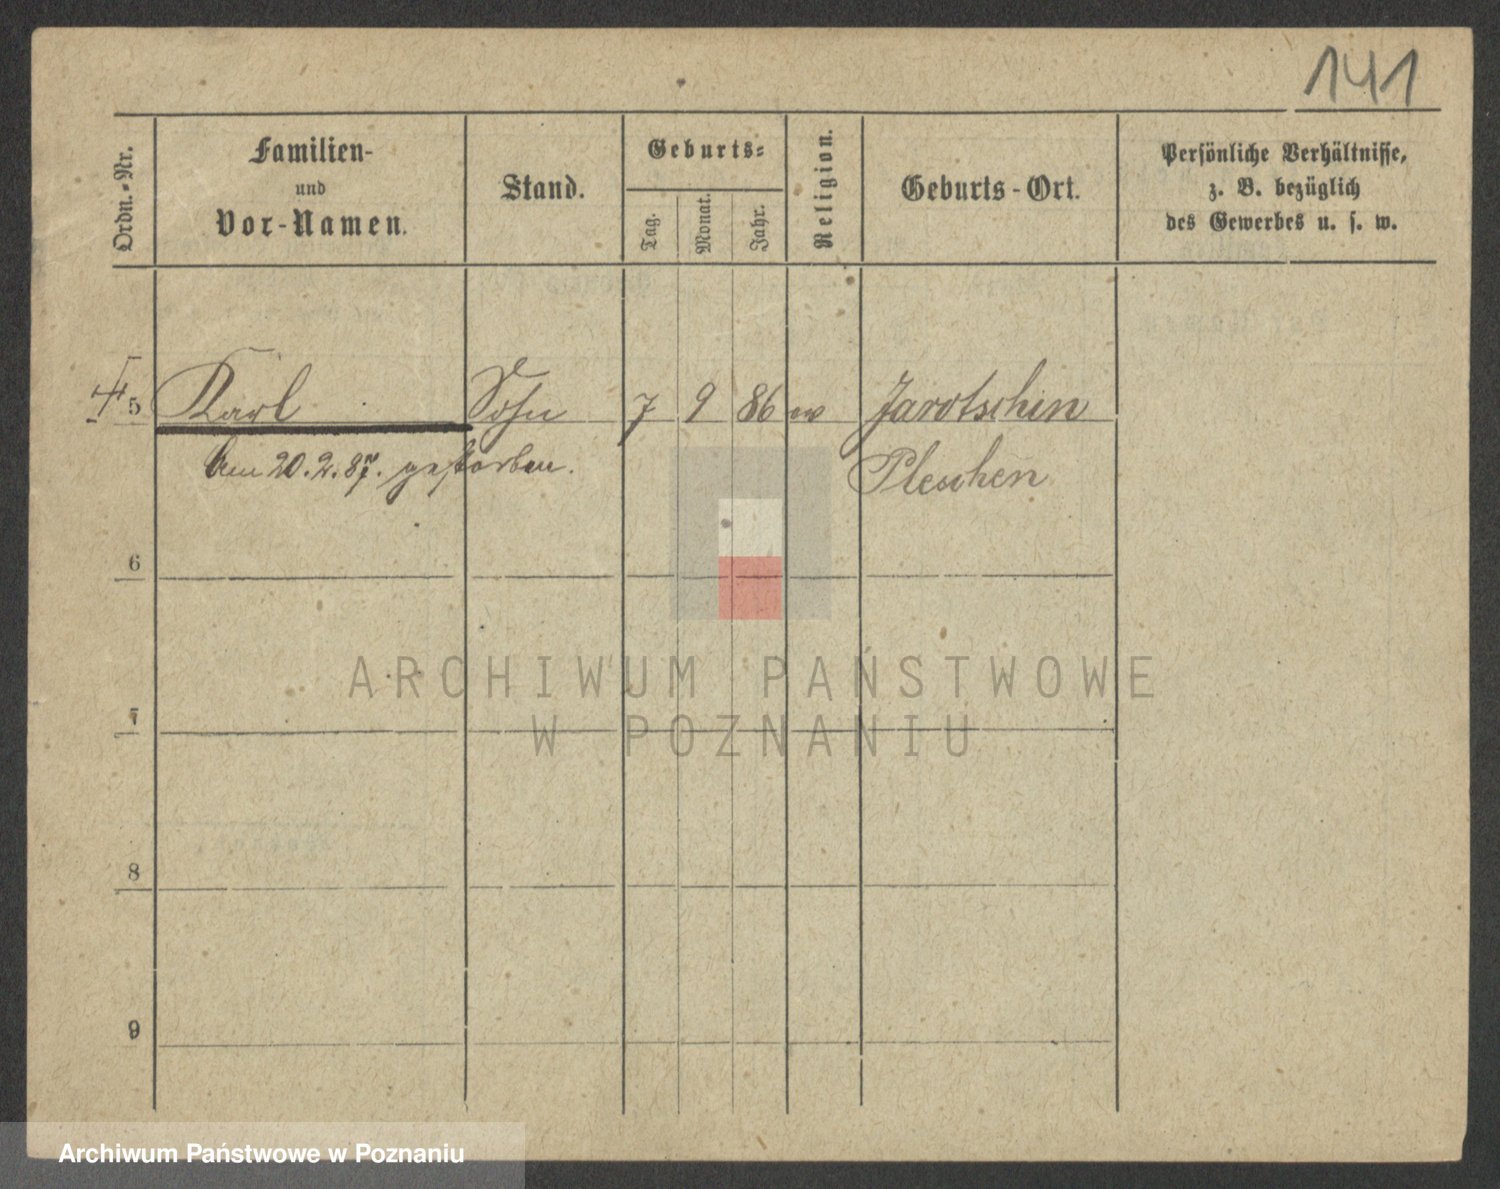 141
Ordn.-Nr.
Familien-
und
Vor-Namen.
Stand.
Geburts-
Tag.
Monat.
Jahr.
Religion.
Geburts-Ort.
Persönliche Verhältnisse,
z. B. bezüglich
des Gewerbes u. s. w.
5 Karl Sohn 7 9 86 Jarotschin
Am 20.2.87. gestorben. Pleschen
6
7
8
9
ARCHIWUM PAŃSTWOWE
W POZNANIU
Archiwum Państwowe w Poznaniu